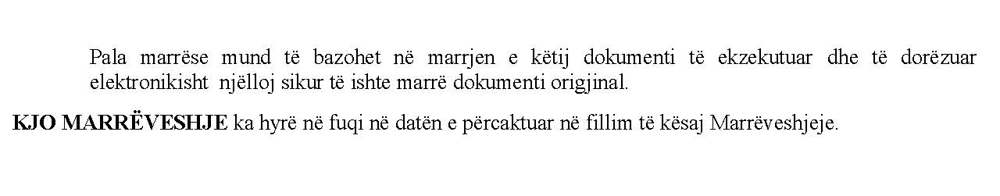 Pala marrëse mund të bazohet në marrjen e këtij dokumenti të ekzekutuar dhe të dorëzuar
elektronikisht  njëlloj sikur të ishte marrë dokumenti origjinal.
KJO MARRËVESHJE ka hyrë në fuqi në datën e përcaktuar në fillim të kësaj Marrëveshjeje.